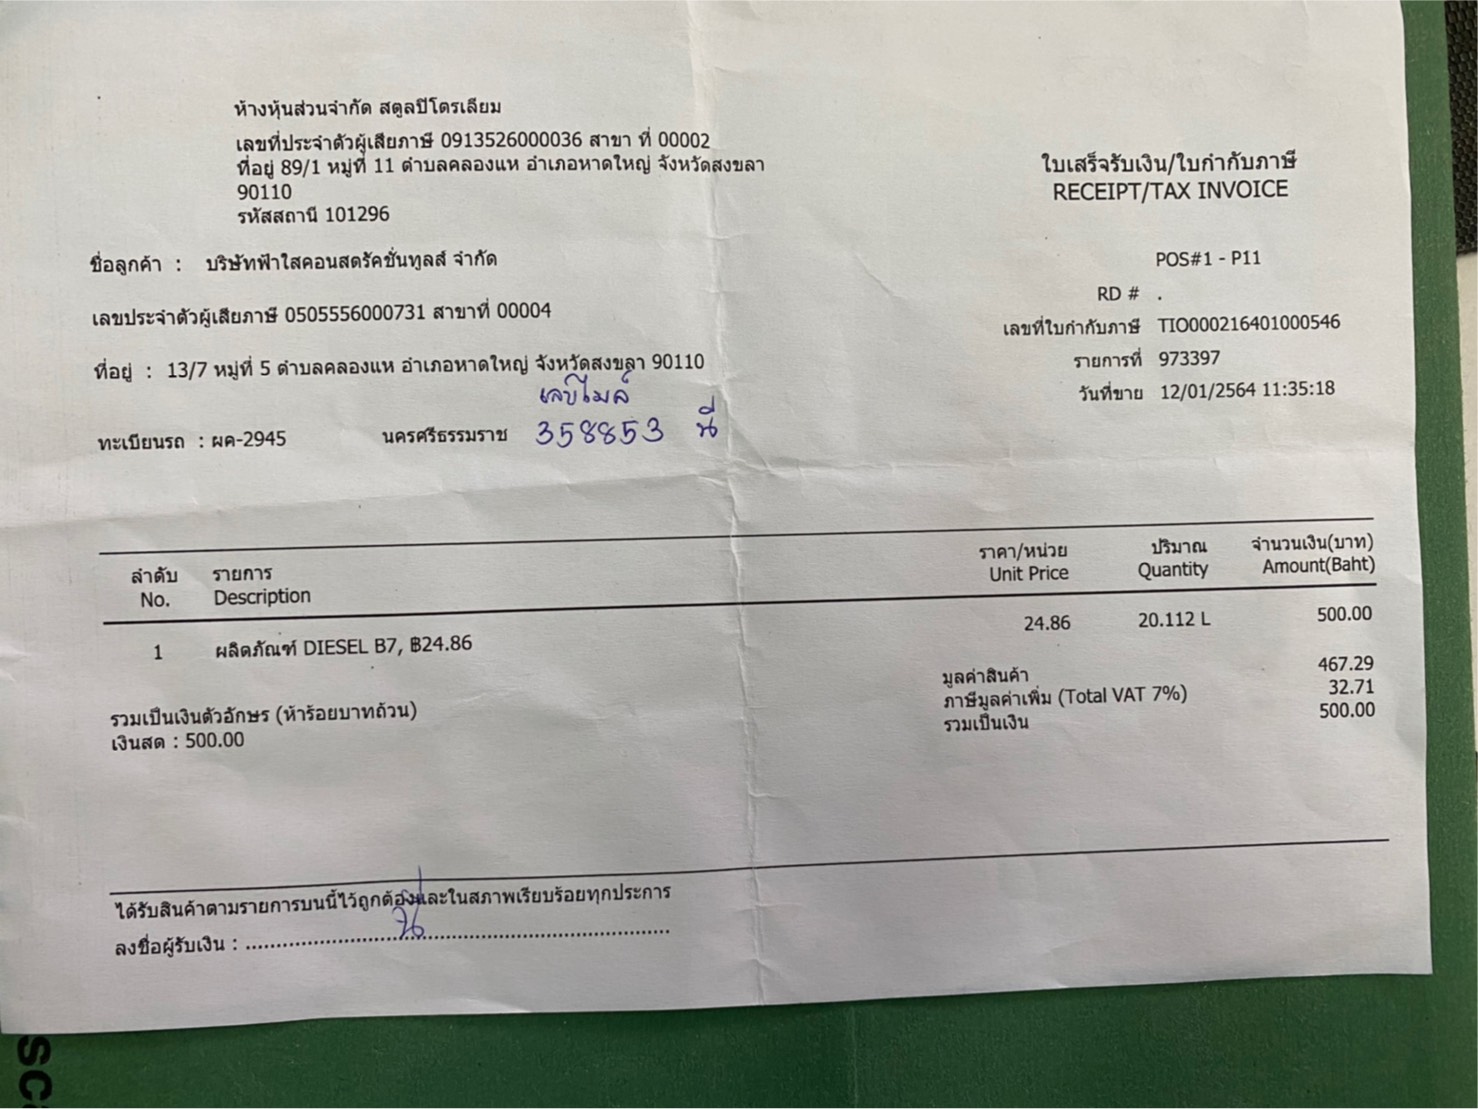 ห้างหุ้นส่วนจำกัด สตูลปิโตรเลียม
เลขที่ประจำตัวผู้เสียภาษี 0913526000036 สาขา ที่ 00002
ที่อยู่ 89/1 หมู่ที่ 11 ตำบลคลองแห อำเภอหาดใหญ่ จังหวัดสงขลา
90110
รหัสสถานี 101296
ใบเสร็จรับเงิน/ใบกำกับภาษี
RECEIPT/TAX INVOICE
ชื่อลูกค้า : บริษัทฟ้าใสคอนสตรัคชั่นทูลส์ จำกัด
POS#1 - P11
RD # .
เลขประจำตัวผู้เสียภาษี 0505556000731 สาขาที่ 00004
เลขที่ใบกำกับภาษี TIO000216401000546
ที่อยู่ : 13/7 หมู่ที่ 5 ตำบลคลองแห อำเภอหาดใหญ่ จังหวัดสงขลา 90110
รายการที่ 973397
วันที่ขาย 12/01/2564 11:35:18
เลขไมล์
ทะเบียนรถ : ผค-2945 นครศรีธรรมราช 358853 นี
ลำดับ รายการ ราคา/หน่วย ปริมาณ จำนวนเงิน(บาท)
No. Description Unit Price Quantity Amount(Baht)
1 ผลิตภัณฑ์ DIESEL B7, ฿24.86 24.86 20.112 L 500.00
มูลค่าสินค้า 467.29
ภาษีมูลค่าเพิ่ม (Total VAT 7%) 32.71
รวมเป็นเงิน 500.00
รวมเป็นเงินตัวอักษร (ห้าร้อยบาทถ้วน)
เงินสด : 500.00
ได้รับสินค้าตามรายการบนนี้ไว้ถูกต้องและในสภาพเรียบร้อยทุกประการ
ลงชื่อผู้รับเงิน : ......................................................................